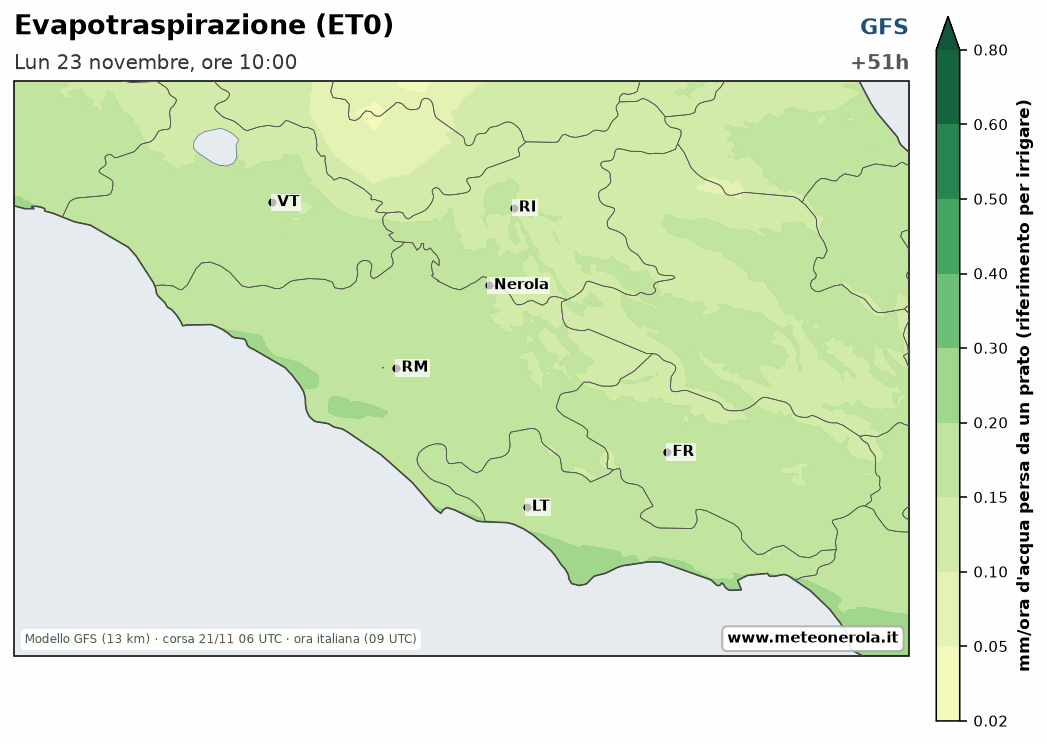 Evapotraspirazione (ET0)
GFS
Lun 23 novembre, ore 10:00
+51h
VT
RI
Nerola
RM
FR
LT
Modello GFS (13 km) · corsa 21/11 06 UTC · ora italiana (09 UTC)
www.meteonerola.it
0.80
0.60
0.50
0.40
0.30
0.20
0.15
0.10
0.05
0.02
mm/ora d'acqua persa da un prato (riferimento per irrigare)